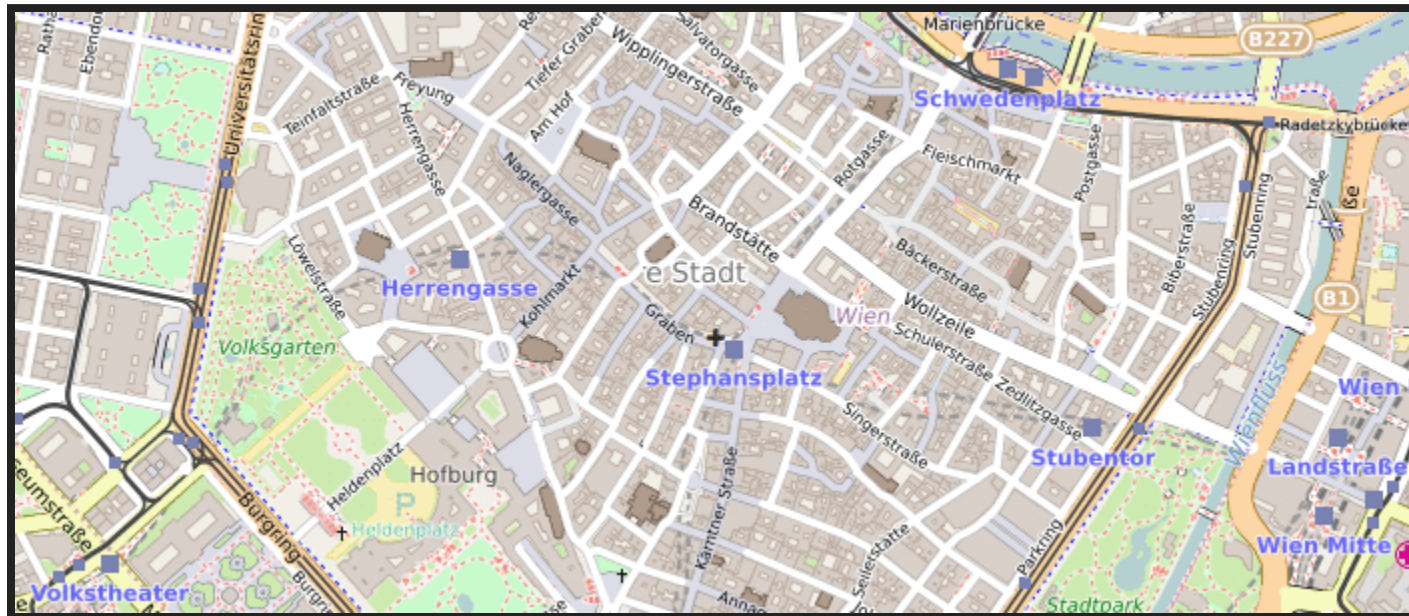 Marienbrücke
B227
Schwedenplatz
Radetzkybrücke
Universitätsring
Teinfaltstraße
Freyung
Herrengasse
Tiefer Graben
Am Hof
Wipplingerstraße
Salvatorgasse
Naglergasse
Rotgasse
Fleischmarkt
Postgasse
Biberstraße
Stubenring
Stubenring
Brandstätte
Bäckerstraße
Wollzeile
Löwelstraße
Herrengasse
Kohlmarkt
e Stadt
Wien
B1
Volksgarten
Graben
Stephansplatz
Schulerstraße
Zedlitzgasse
Singerstraße
Stubentor
Wienfluss
Wien
Landstraße
Wien Mitte
Heldenplatz
Hofburg
P
Heldenplatz
Burgring
Kärntner Straße
Seilerstätte
Parkring
Stadtpark
Volkstheater